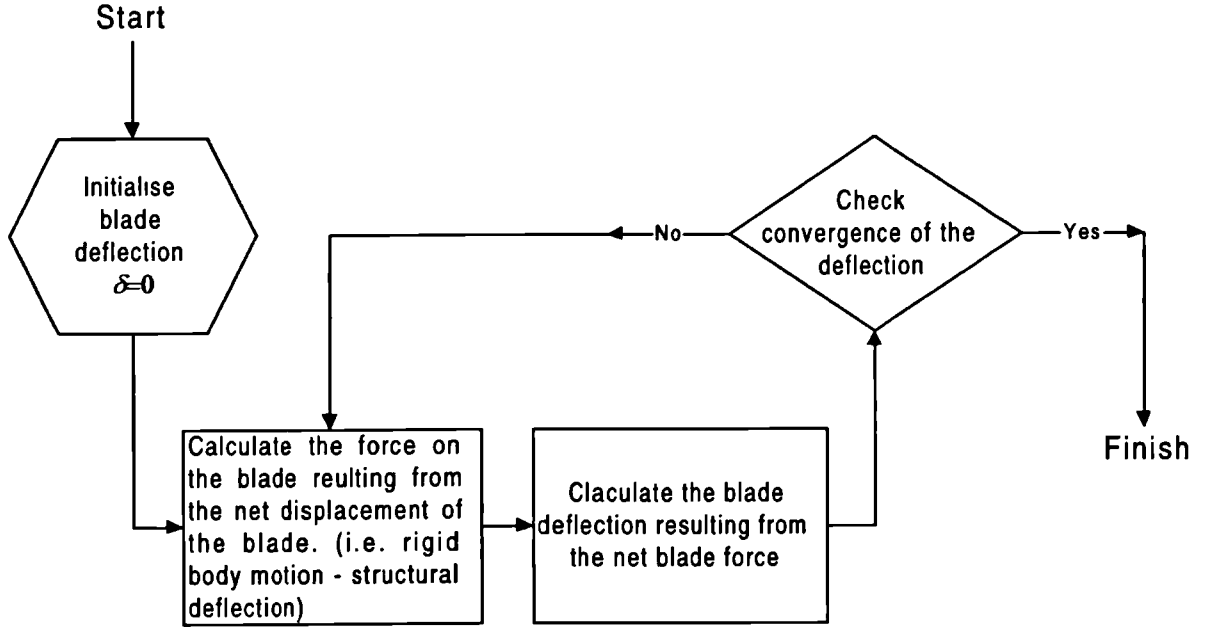 Start
Initialise
blade
deflection
δ=0
Calculate the force on
the blade reulting from
the net displacement of
the blade. (i.e. rigid
body motion - structural
deflection)
Claculate the blade
deflection resulting from
the net blade force
Check
convergence of the
deflection
No
Yes
Finish